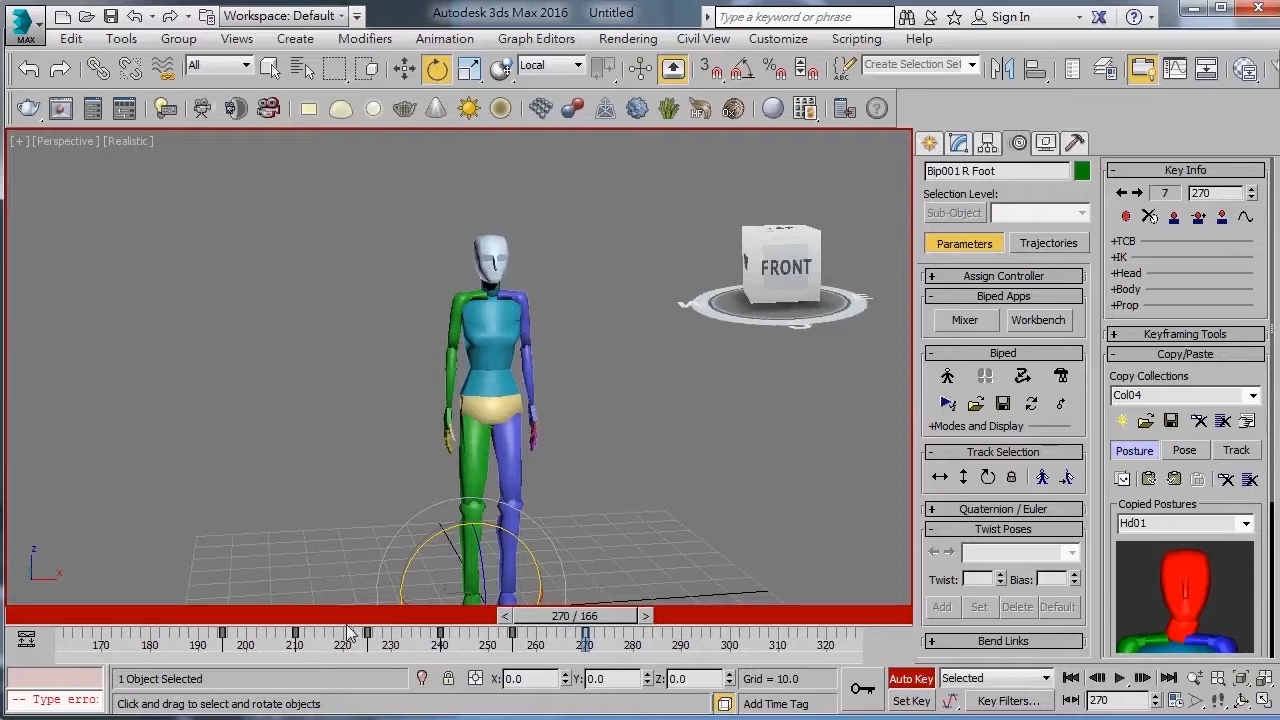 Workspace: Default
Autodesk 3ds Max 2016 Untitled
Type a keyword or phrase
Sign In
MAX
Edit Tools Group Views Create Modifiers Animation Graph Editors Rendering Civil View Customize Scripting Help
All
Local
3
Create Selection Set
[+] [Perspective] [Realistic]
FRONT
z
x
Bip001 R Foot
Selection Level:
Sub-Object
Parameters Trajectories
+ Assign Controller
- Biped Apps
Mixer Workbench
- Biped
+Modes and Display
- Track Selection
+ Quaternion / Euler
- Twist Poses
Twist: Bias:
Add Set Delete Default
+ Bend Links
- Key Info
7 270
+TCB
+IK
+Head
+Body
+Prop
+ Keyframing Tools
- Copy/Paste
Copy Collections
Col04
Posture Pose Track
Copied Postures
Hd01
< 270 / 166 >
170 180 190 200 210 220 230 240 250 260 270 280 290 300 310 320
1 Object Selected
X: 0.0 Y: 0.0 Z: 0.0
Grid = 10.0
Auto Key Selected
-- Type erro
Click and drag to select and rotate objects
Add Time Tag
Set Key Key Filters...
270